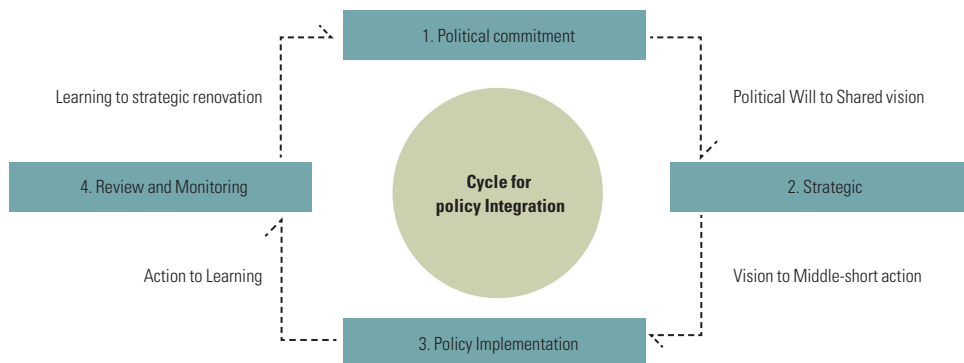 1. Political commitment
Learning to strategic renovation
Political Will to Shared vision
4. Review and Monitoring
Cycle for
policy Integration
2. Strategic
Action to Learning
Vision to Middle-short action
3. Policy Implementation